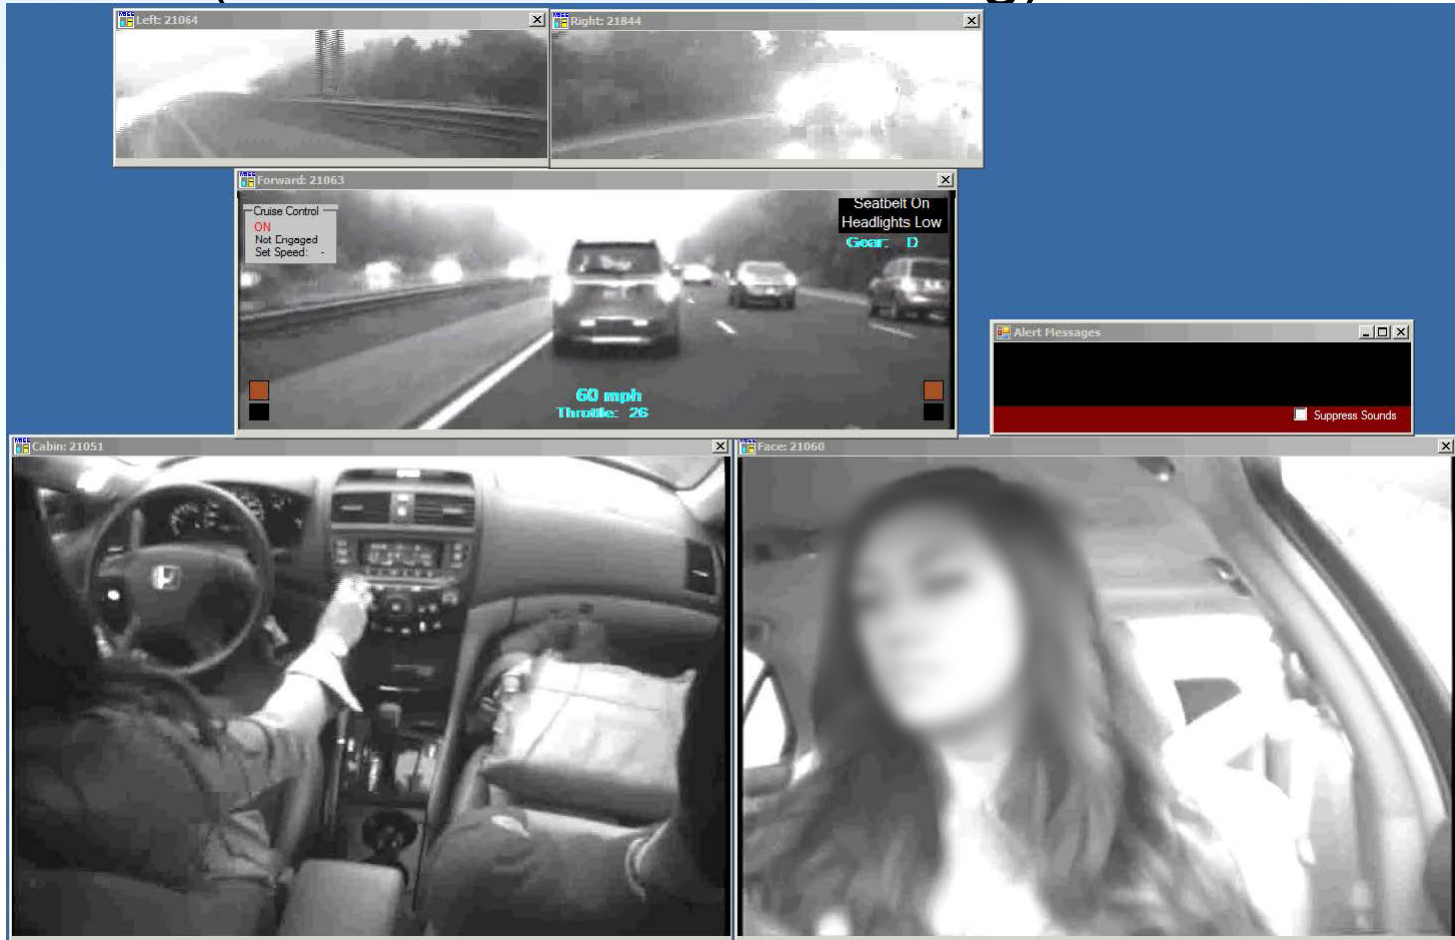 Left: 21064
Right: 21844
Forward: 21063
Cruise Control
ON
Not Engaged
Set Speed: -
Seatbelt On
Headlights Low
Gear: D
60 mph
Throttle: 26
Alert Messages
Suppress Sounds
Cabin: 21051
Face: 21060